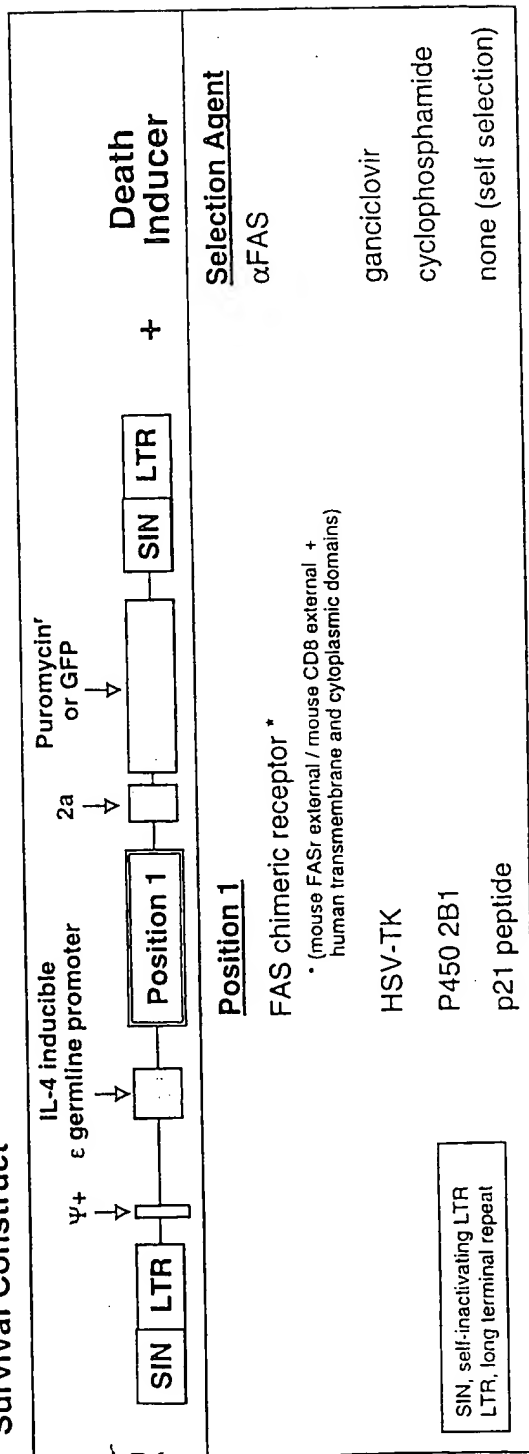 Survival Construct
IL-4 inducible
ε germline promoter
Ψ+
2a
Puromycinʳ
or GFP
SIN LTR
Position 1
SIN LTR
+
Death
Inducer
Position 1
Selection Agent
FAS chimeric receptor *
αFAS
* (mouse FASr external / mouse CD8 external +
human transmembrane and cytoplasmic domains)
HSV-TK
ganciclovir
P450 2B1
cyclophosphamide
p21 peptide
none (self selection)
SIN, self-inactivating LTR
LTR, long terminal repeat